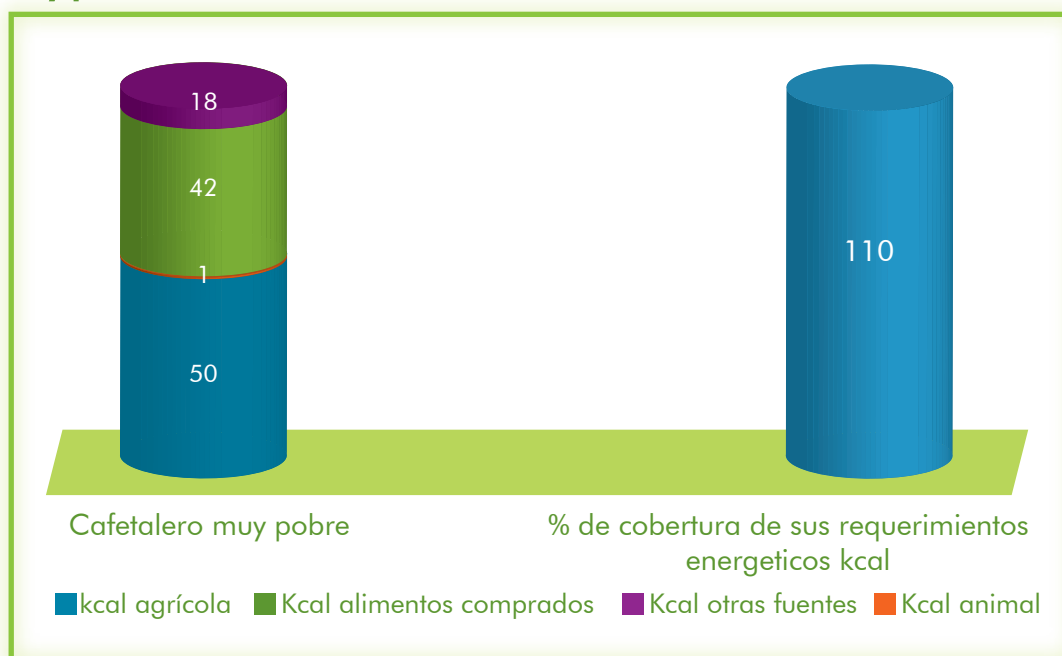 18
42
1
50
110
Cafetalero muy pobre
% de cobertura de sus requerimientos
energeticos kcal
kcal agrícola Kcal alimentos comprados Kcal otras fuentes Kcal animal